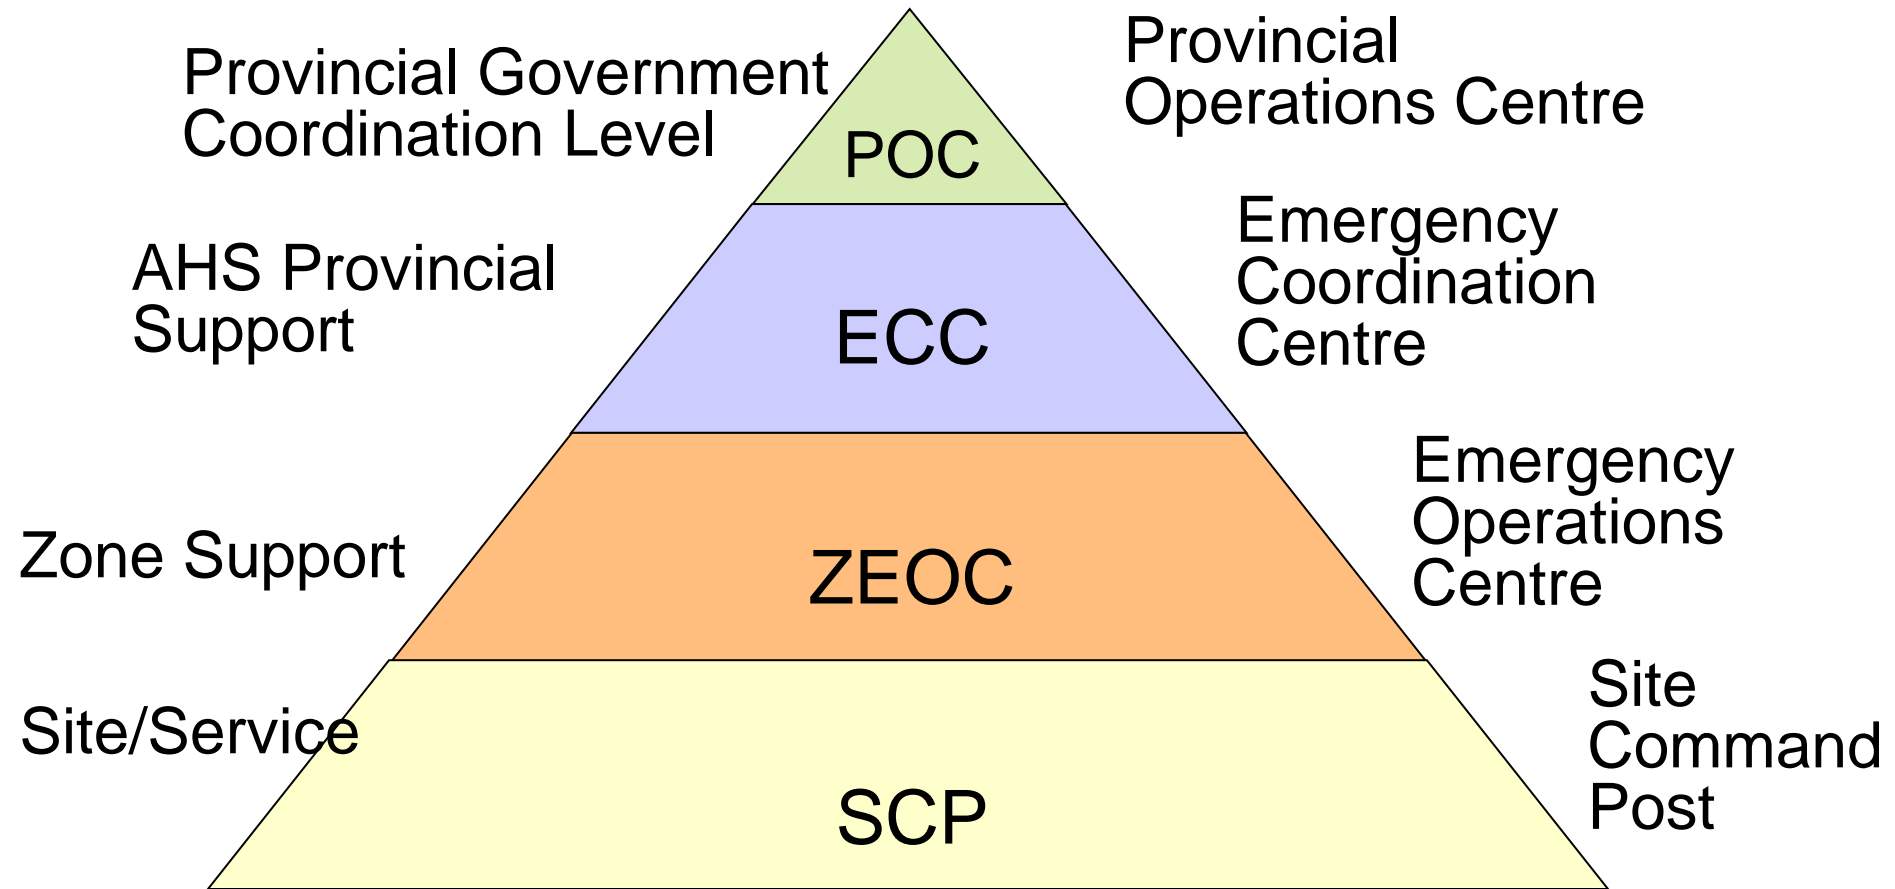 Provincial Government
Coordination Level
POC
Provincial
Operations Centre
AHS Provincial
Support
ECC
Emergency
Coordination
Centre
Zone Support
ZEOC
Emergency
Operations
Centre
Site/Service
SCP
Site
Command
Post